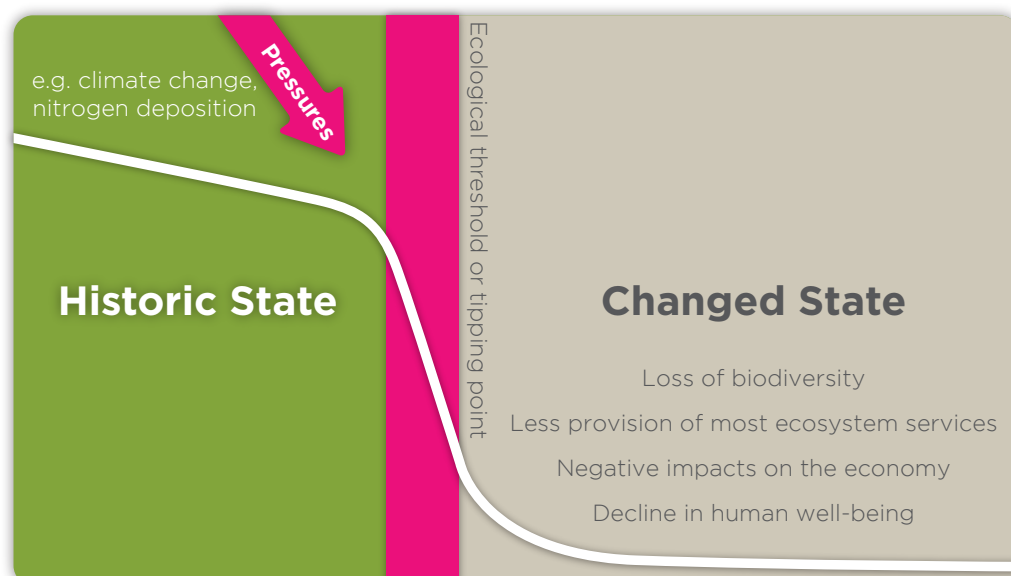 e.g. climate change,
nitrogen deposition
Pressures
Historic State
Ecological threshold or tipping point
Changed State
Loss of biodiversity
Less provision of most ecosystem services
Negative impacts on the economy
Decline in human well-being